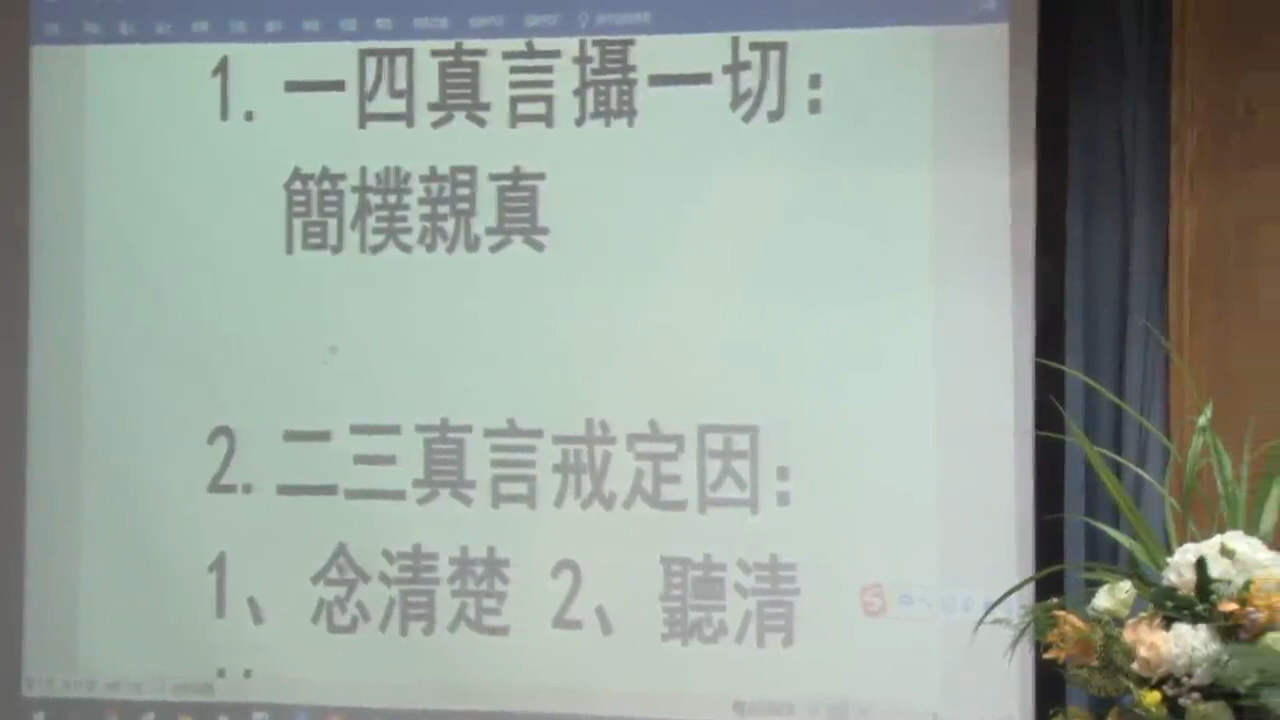 1. 一四真言攝一切：
簡樸親真
2. 二三真言戒定因：
1、念清楚 2、聽清